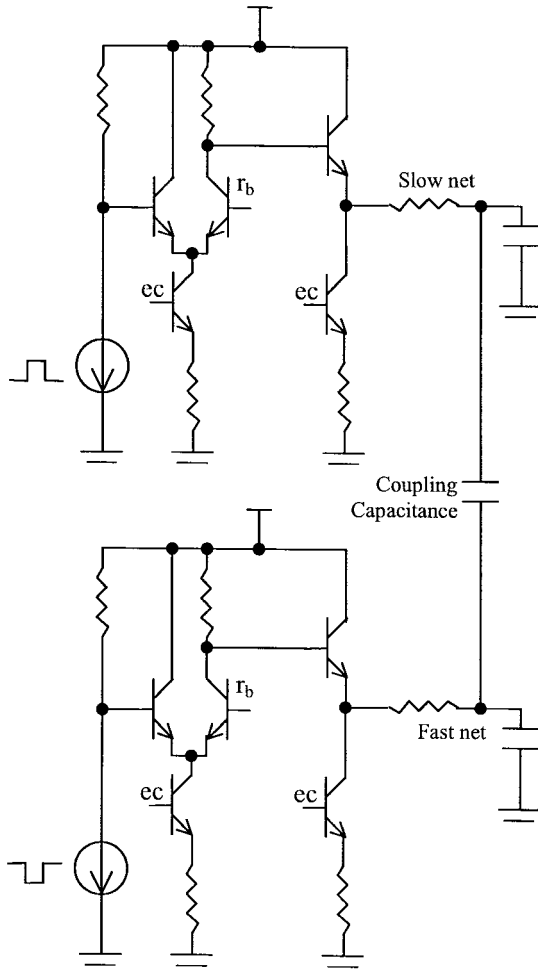 r_b
Slow net
ec
ec
Coupling
Capacitance
r_b
Fast net
ec
ec